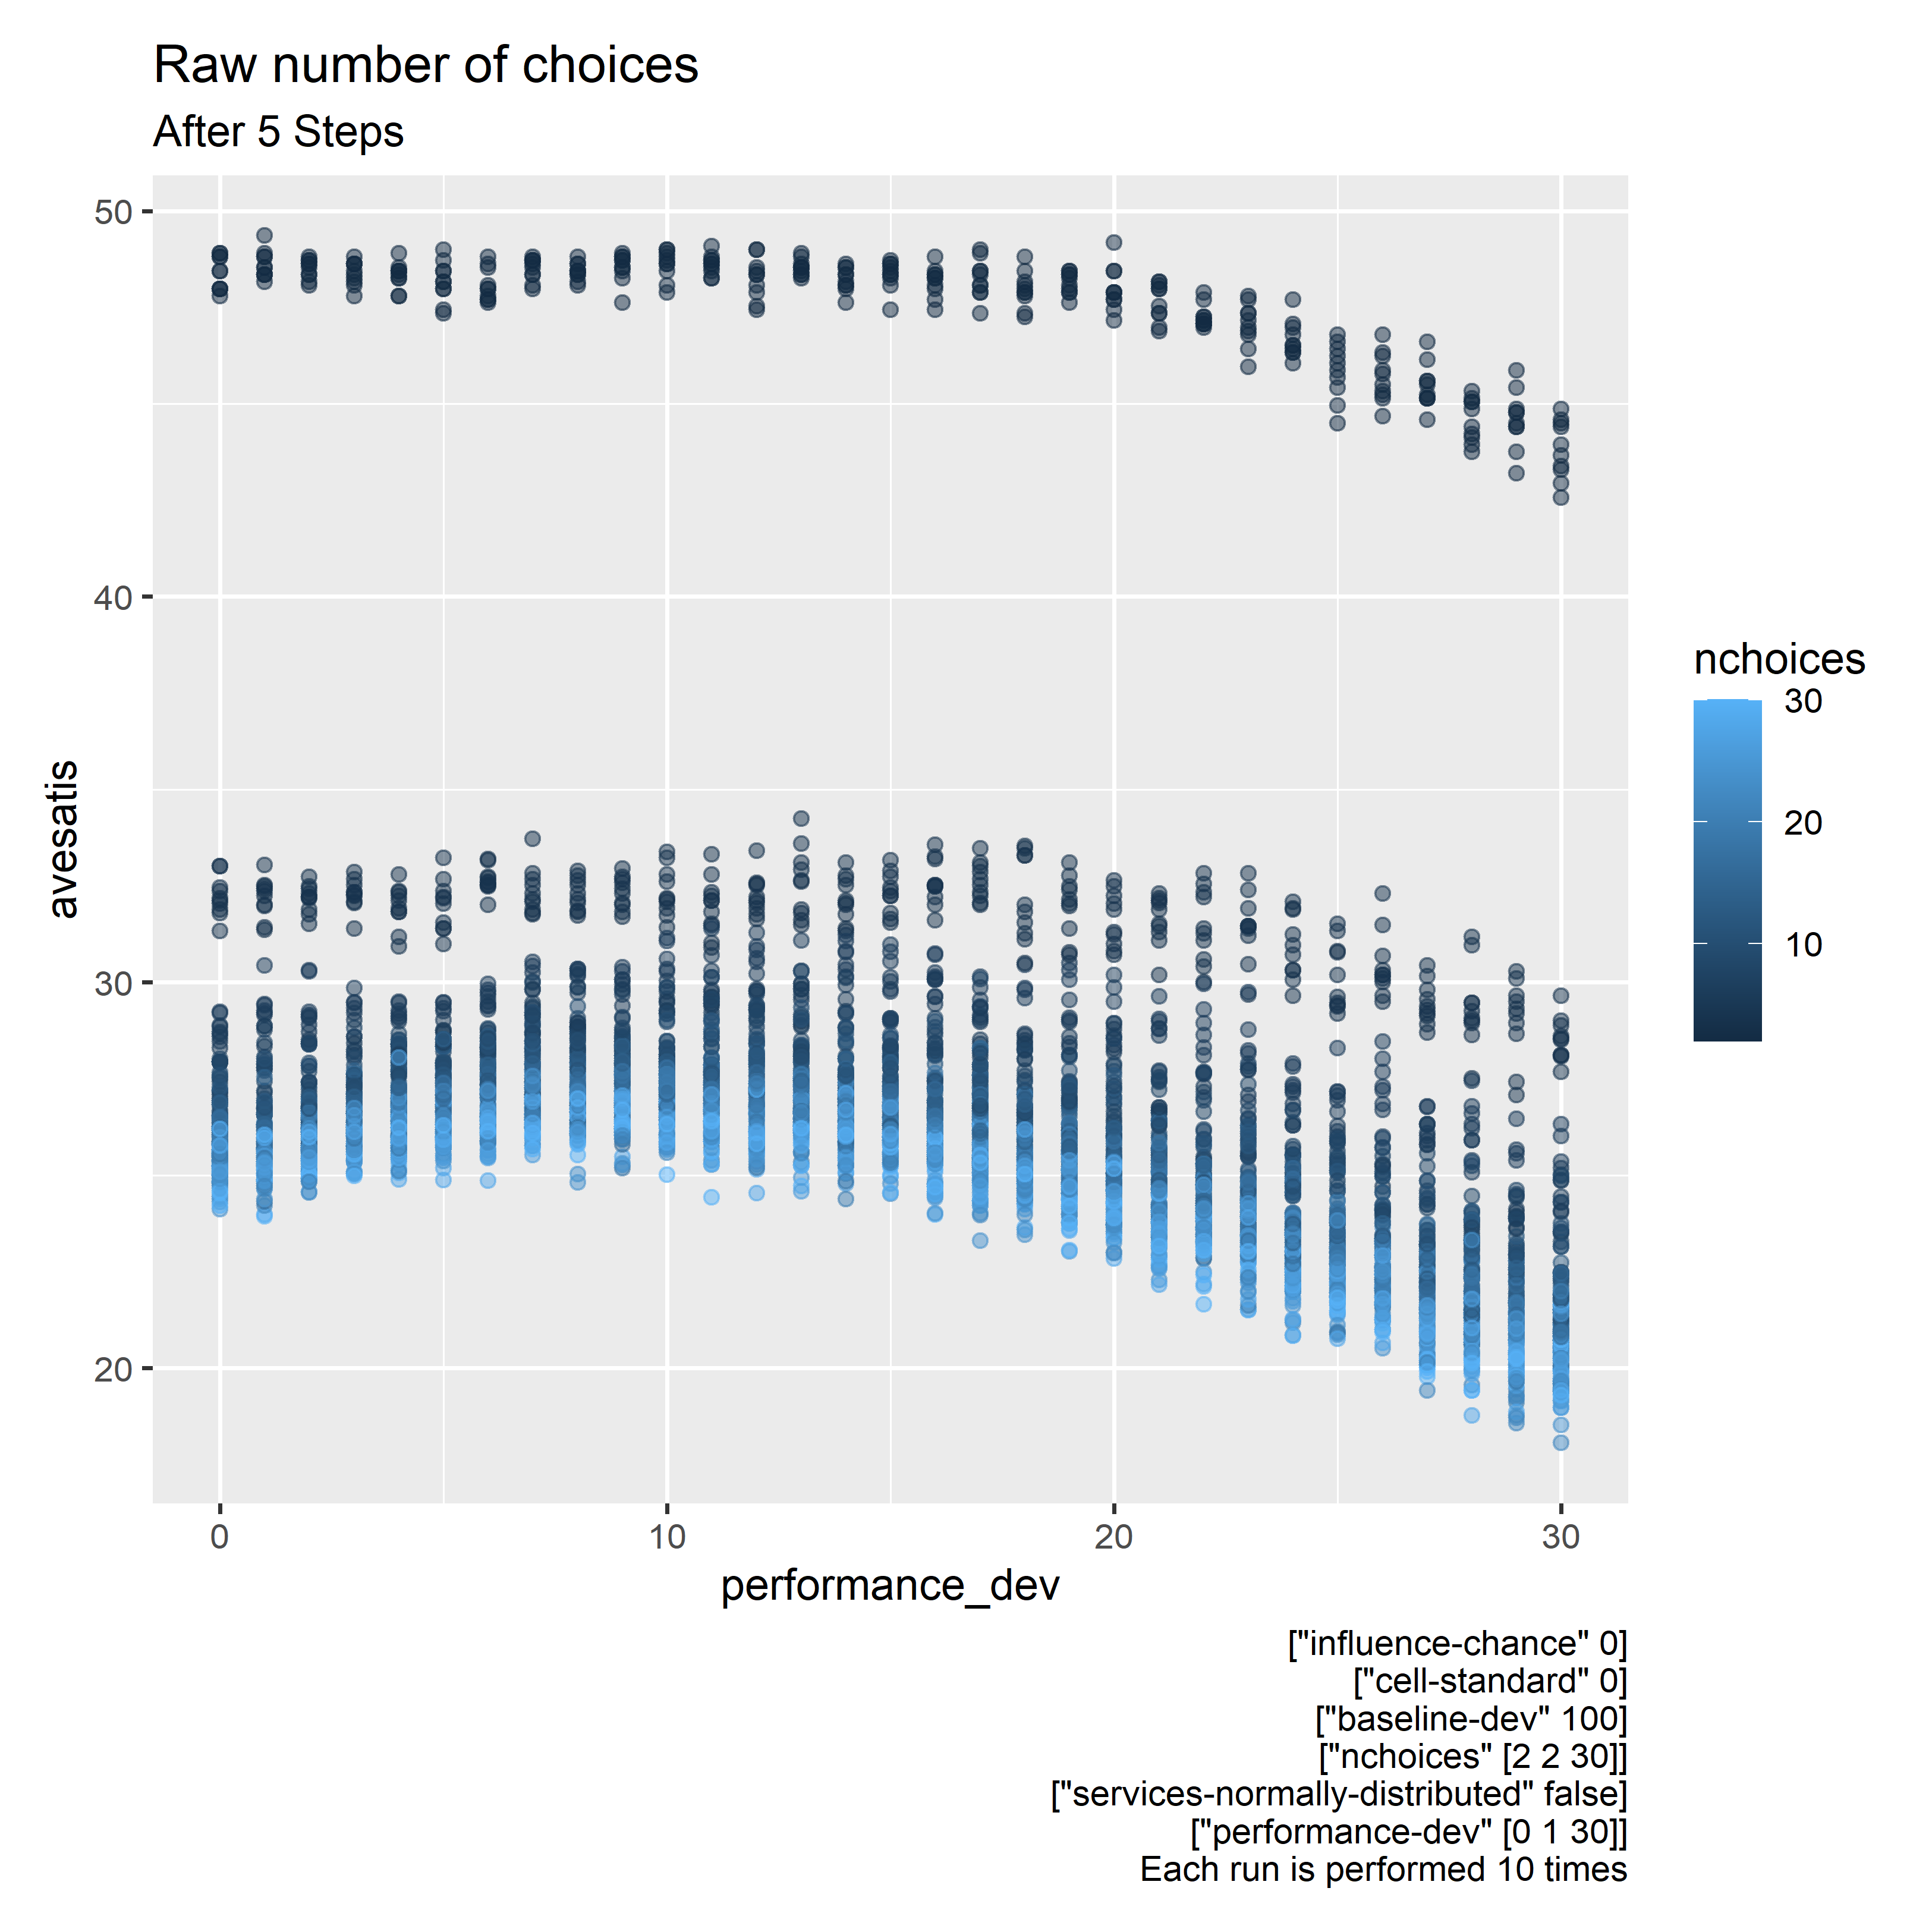 Raw number of choices
After 5 Steps
50
40
30
20
avesatis
0
10
20
30
performance_dev
nchoices
30
20
10
["influence-chance" 0]
["cell-standard" 0]
["baseline-dev" 100]
["nchoices" [2 2 30]]
["services-normally-distributed" false]
["performance-dev" [0 1 30]]
Each run is performed 10 times